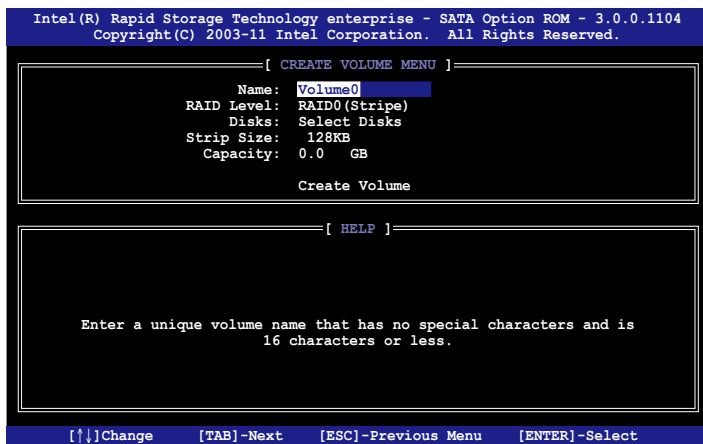 Intel(R) Rapid Storage Technology enterprise - SATA Option ROM - 3.0.0.1104
Copyright(C) 2003-11 Intel Corporation. All Rights Reserved.
[ CREATE VOLUME MENU ]
Name: Volume0
RAID Level: RAID0(Stripe)
Disks: Select Disks
Strip Size: 128KB
Capacity: 0.0 GB
Create Volume
[ HELP ]
Enter a unique volume name that has no special characters and is
16 characters or less.
[↑↓]Change [TAB]-Next [ESC]-Previous Menu [ENTER]-Select